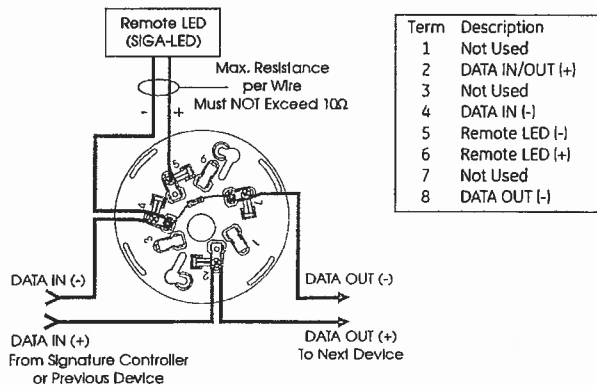 Remote LED
(SIGA-LED)
Max. Resistance
per Wire
Must NOT Exceed 10Ω
-
+
5
6
4
7
3
1
2
DATA IN (-)
DATA OUT (-)
DATA IN (+)
DATA OUT (+)
From Signature Controller
or Previous Device
To Next Device
Term Description
1 Not Used
2 DATA IN/OUT (+)
3 Not Used
4 DATA IN (-)
5 Remote LED (-)
6 Remote LED (+)
7 Not Used
8 DATA OUT (-)